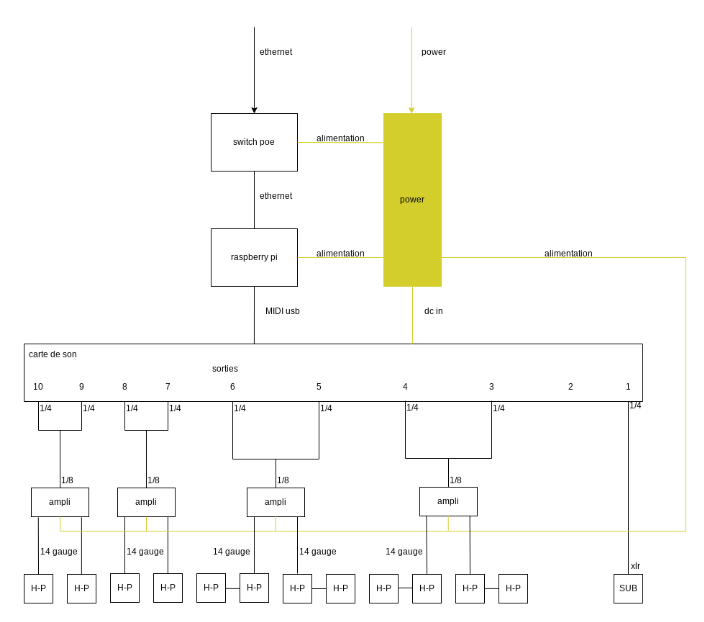 ethernet
power
switch poe
alimentation
ethernet
power
raspberry pi
alimentation
alimentation
MIDI usb
dc in
carte de son
sorties
10 9 8 7 6 5 4 3 2 1
1/4 1/4 1/4 1/4 1/4 1/4 1/4 1/4 1/4
1/8 1/8 1/8 1/8
ampli ampli ampli ampli
14 gauge 14 gauge 14 gauge 14 gauge
xlr
H-P H-P H-P H-P H-P H-P H-P H-P H-P H-P H-P H-P SUB